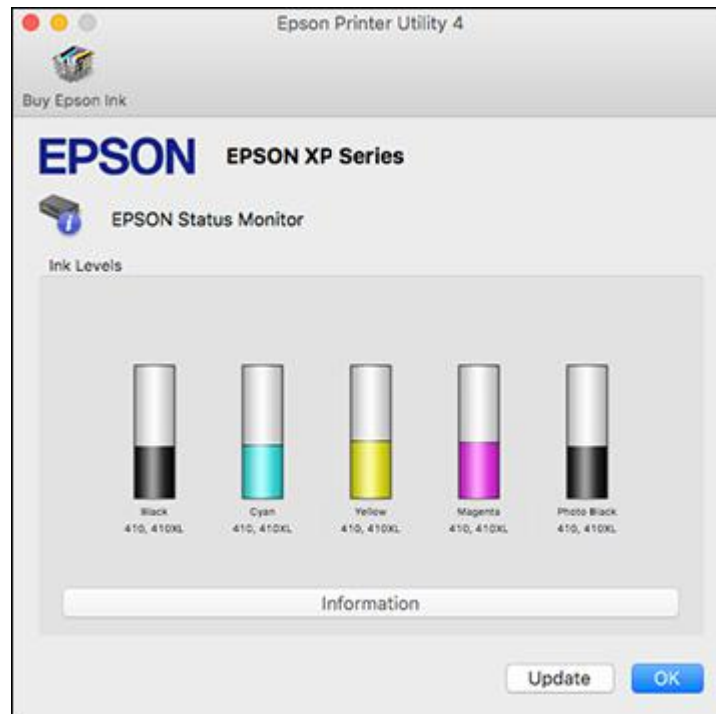 Epson Printer Utility 4
Buy Epson Ink
EPSON EPSON XP Series
EPSON Status Monitor
Ink Levels
Black Cyan Yellow Magenta Photo Black
410, 410XL 410, 410XL 410, 410XL 410, 410XL 410, 410XL
Information
Update OK